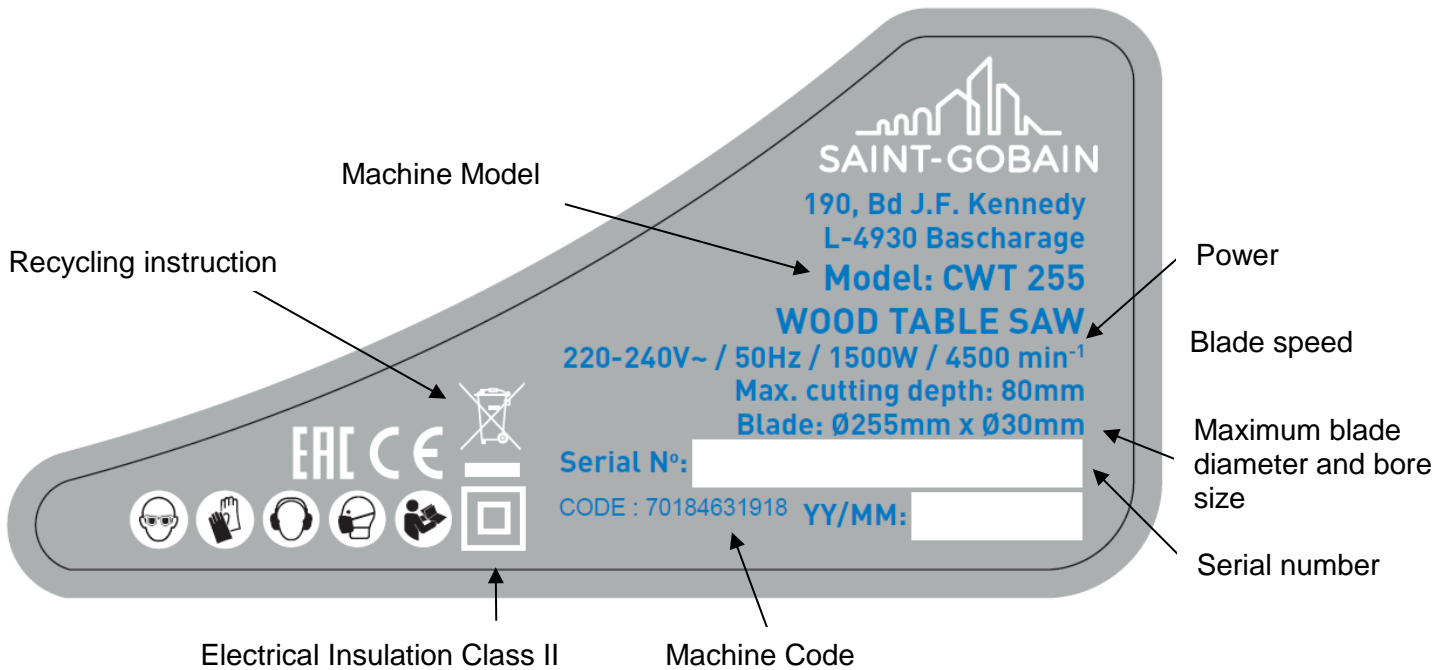 SAINT-GOBAIN
Machine Model
190, Bd J.F. Kennedy
L-4930 Bascharage
Power
Recycling instruction
Model: CWT 255
WOOD TABLE SAW
Blade speed
220-240V~ / 50Hz / 1500W / 4500 min⁻¹
Max. cutting depth: 80mm
Blade: Ø255mm x Ø30mm
Maximum blade
diameter and bore
size
EAC CE
Serial Nº:
CODE : 70184631918 YY/MM:
Serial number
Electrical Insulation Class II
Machine Code